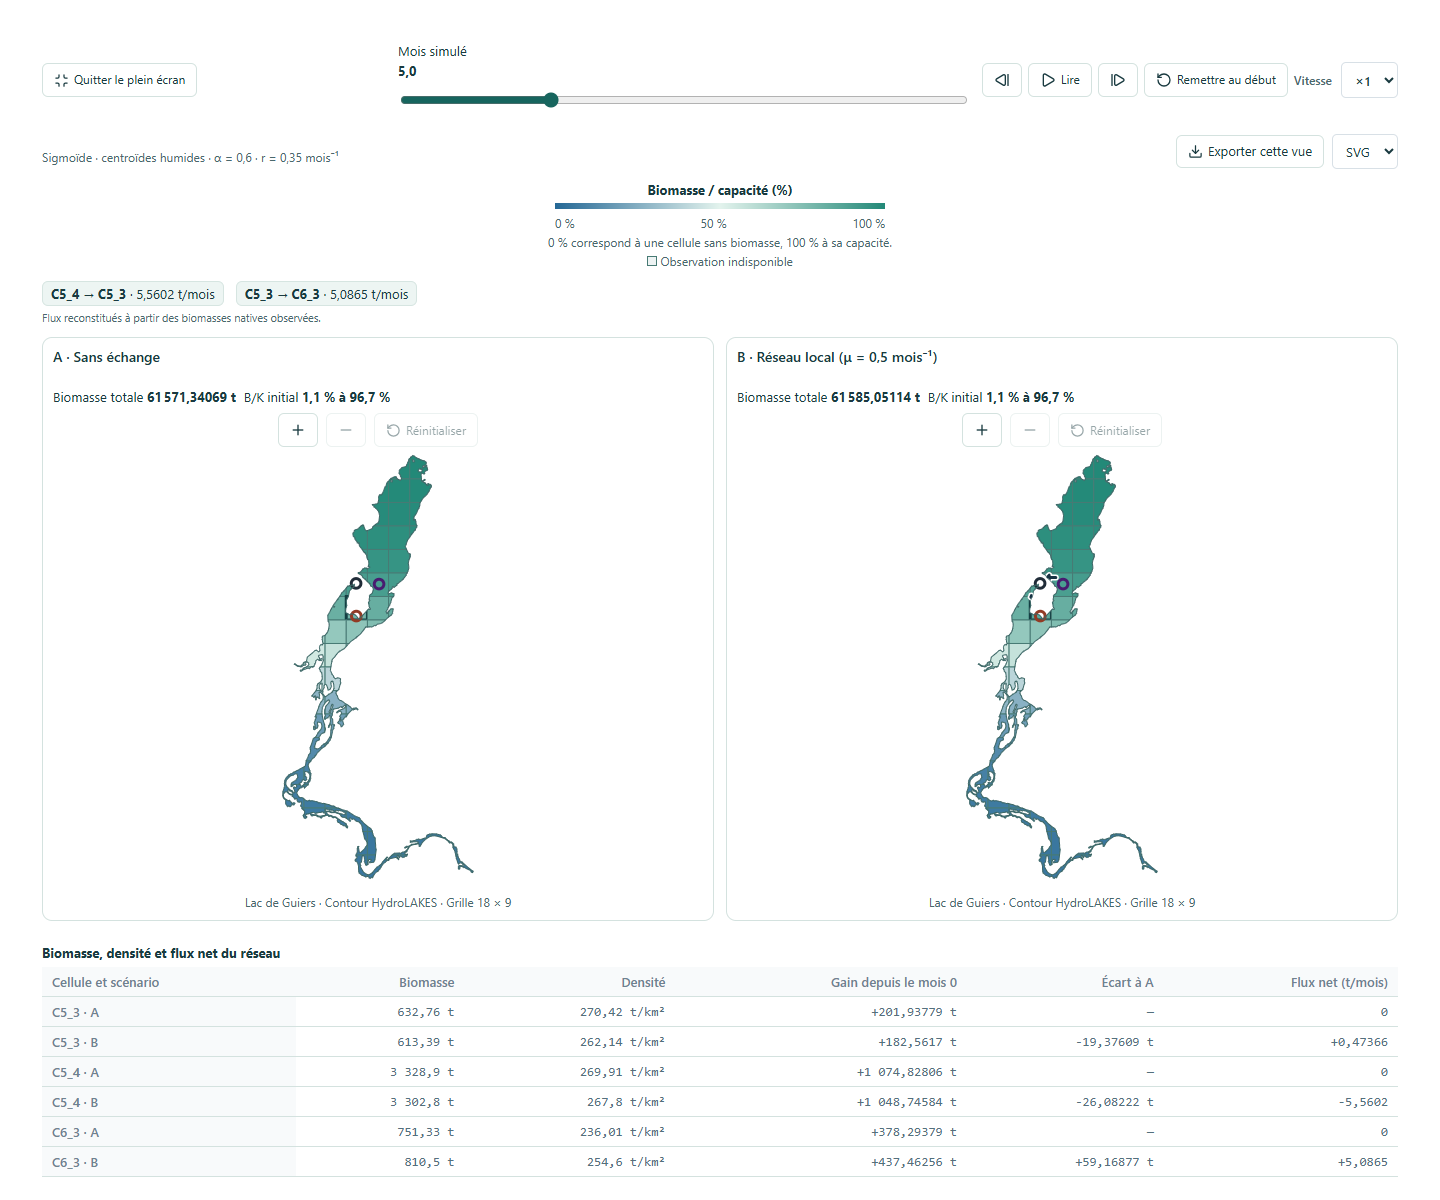 Mois simulé
5,0
Quitter le plein écran
Lire
Remettre au début
Vitesse
×1
Sigmoïde · centroïdes humides · α = 0,6 · r = 0,35 mois⁻¹
Exporter cette vue
SVG
Biomasse / capacité (%)
0 % 50 % 100 %
0 % correspond à une cellule sans biomasse, 100 % à sa capacité.
Observation indisponible
C5_4 → C5_3 · 5,5602 t/mois
C5_3 → C6_3 · 5,0865 t/mois
Flux reconstitués à partir des biomasses natives observées.
A · Sans échange
Biomasse totale 61 571,34069 t B/K initial 1,1 % à 96,7 %
+ − Réinitialiser
Lac de Guiers · Contour HydroLAKES · Grille 18 × 9
B · Réseau local (μ = 0,5 mois⁻¹)
Biomasse totale 61 585,05114 t B/K initial 1,1 % à 96,7 %
+ − Réinitialiser
Lac de Guiers · Contour HydroLAKES · Grille 18 × 9
Biomasse, densité et flux net du réseau
Cellule et scénario Biomasse Densité Gain depuis le mois 0 Écart à A Flux net (t/mois)
C5_3 · A 632,76 t 270,42 t/km² +201,93779 t — 0
C5_3 · B 613,39 t 262,14 t/km² +182,5617 t -19,37609 t +0,47366
C5_4 · A 3 328,9 t 269,91 t/km² +1 074,82806 t — 0
C5_4 · B 3 302,8 t 267,8 t/km² +1 048,74584 t -26,08222 t -5,5602
C6_3 · A 751,33 t 236,01 t/km² +378,29379 t — 0
C6_3 · B 810,5 t 254,6 t/km² +437,46256 t +59,16877 t +5,0865